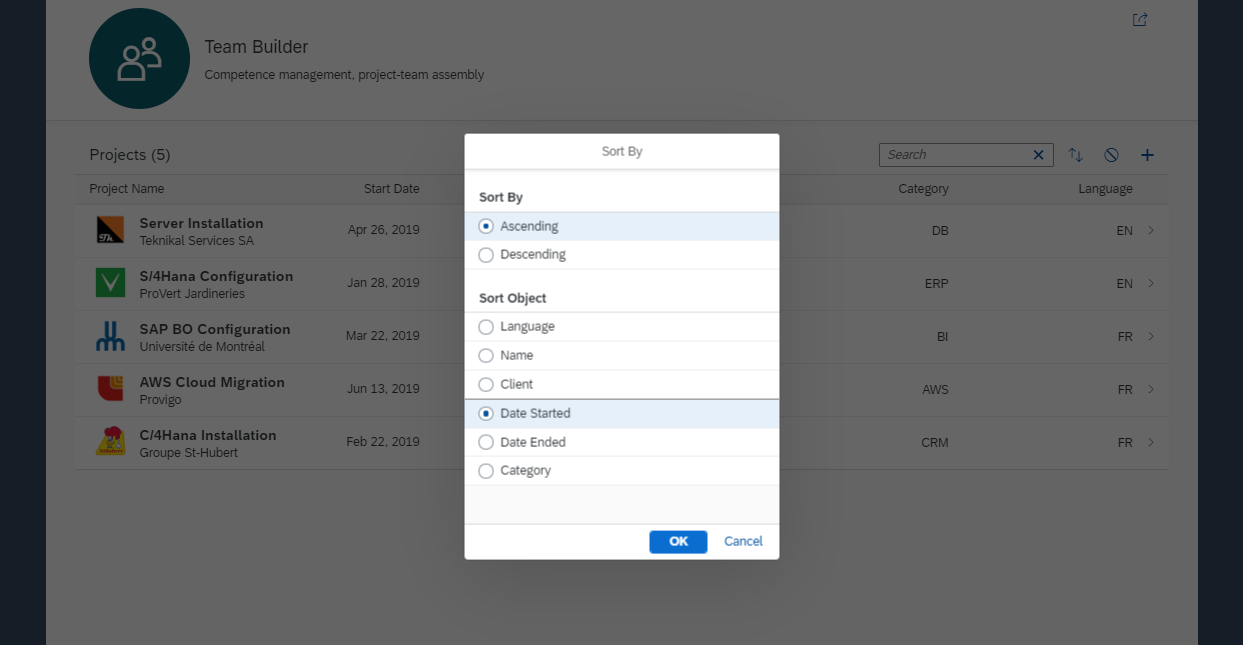 Team Builder
Competence management, project-team assembly
Projects (5)
Search
Project Name Start Date Category Language
Server Installation
Teknikal Services SA
Apr 26, 2019 DB EN
S/4Hana Configuration
ProVert Jardineries
Jan 28, 2019 ERP EN
SAP BO Configuration
Université de Montréal
Mar 22, 2019 BI FR
AWS Cloud Migration
Provigo
Jun 13, 2019 AWS FR
C/4Hana Installation
Groupe St-Hubert
Feb 22, 2019 CRM FR
Sort By
Sort By
Ascending
Descending
Sort Object
Language
Name
Client
Date Started
Date Ended
Category
OK Cancel